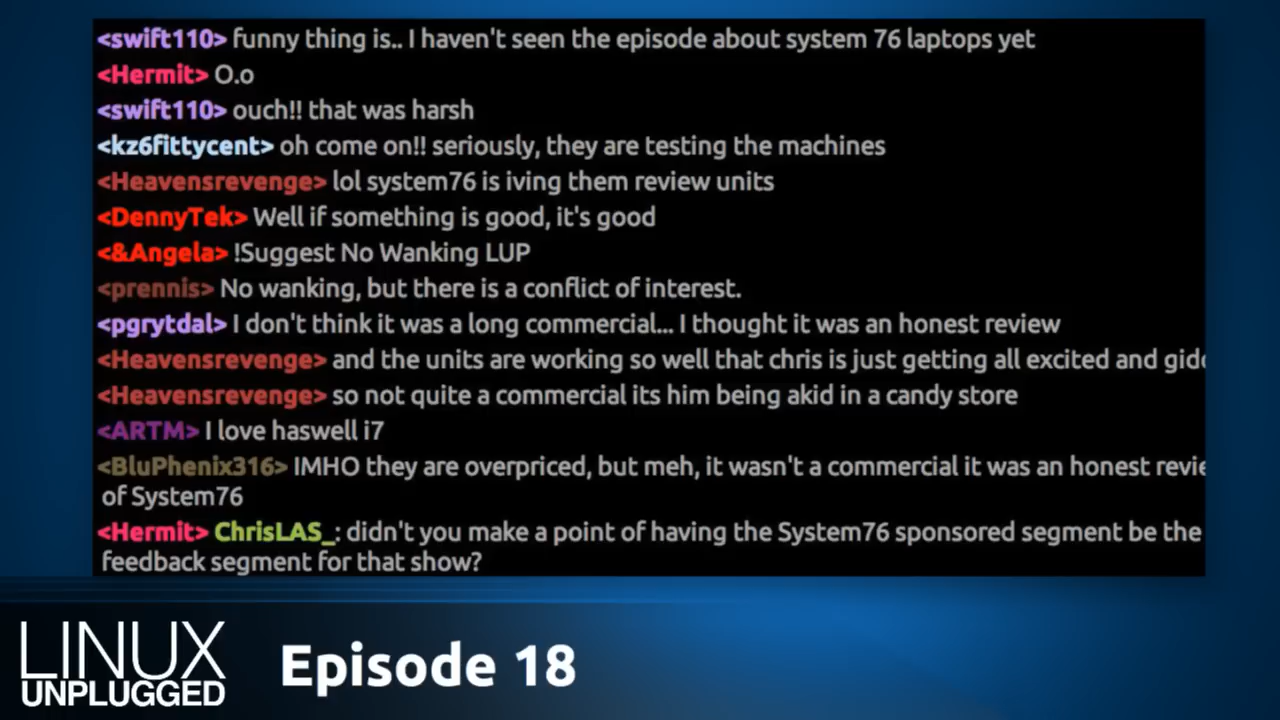 <swift110> funny thing is.. I haven't seen the episode about system 76 laptops yet
<Hermit> O.o
<swift110> ouch!! that was harsh
<kz6fittycent> oh come on!! seriously, they are testing the machines
<Heavensrevenge> lol system76 is iving them review units
<DennyTek> Well if something is good, it's good
<&Angela> !Suggest No Wanking LUP
<prennis> No wanking, but there is a conflict of interest.
<pgrytdal> I don't think it was a long commercial... I thought it was an honest review
<Heavensrevenge> and the units are working so well that chris is just getting all excited and
<Heavensrevenge> so not quite a commercial its him being akid in a candy store
<ARTM> I love haswell i7
<BluPhenix316> IMHO they are overpriced, but meh, it wasn't a commercial it was an honest
of System76
<Hermit> ChrisLAS_: didn't you make a point of having the System76 sponsored segment be the
feedback segment for that show?
LINUX
UNPLUGGED
Episode 18